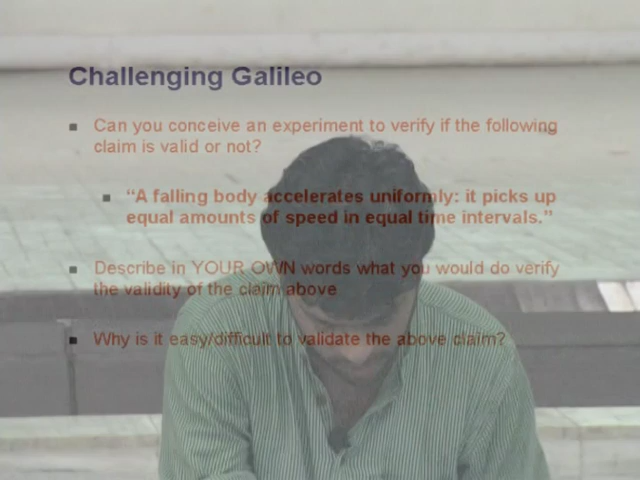 Challenging Galileo
Can you conceive an experiment to verify if the following
claim is valid or not?
“A falling body accelerates uniformly: it picks up
equal amounts of speed in equal time intervals.”
Describe in YOUR OWN words what you would do verify
the validity of the claim above
Why is it easy/difficult to validate the above claim?